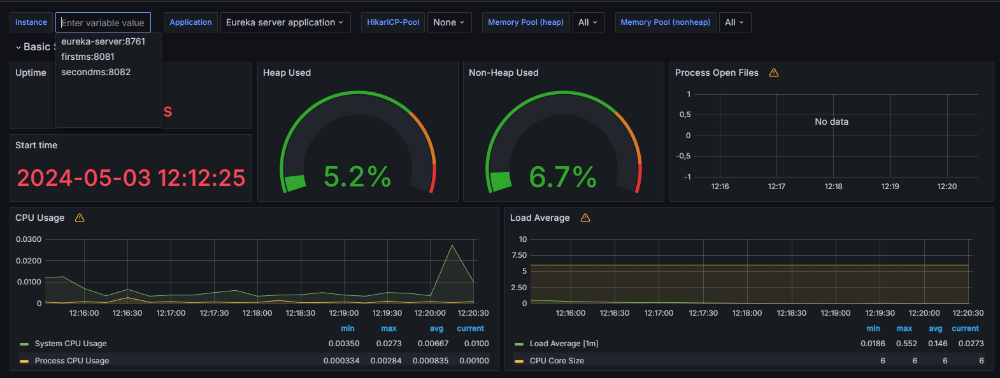 Instance Enter variable value Application Eureka server application HikariCP-Pool None Memory Pool (heap) All Memory Pool (nonheap) All
eureka-server:8761
firstms:8081
secondms:8082
Basic
Uptime
s
Start time
2024-05-03 12:12:25
Heap Used
5.2%
Non-Heap Used
6.7%
Process Open Files
1
0,5
0
-0,5
-1
No data
12:16 12:17 12:18 12:19 12:20
CPU Usage
0.0300
0.0200
0.0100
0
12:16:00 12:16:30 12:17:00 12:17:30 12:18:00 12:18:30 12:19:00 12:19:30 12:20:00 12:20:30
min max avg current
System CPU Usage 0.00350 0.0273 0.00667 0.0100
Process CPU Usage 0.000334 0.00284 0.000835 0.00100
Load Average
10
7.50
5
2.50
0
12:16:00 12:16:30 12:17:00 12:17:30 12:18:00 12:18:30 12:19:00 12:19:30 12:20:00 12:20:30
min max avg current
Load Average [1m] 0.0186 0.552 0.146 0.0273
CPU Core Size 6 6 6 6